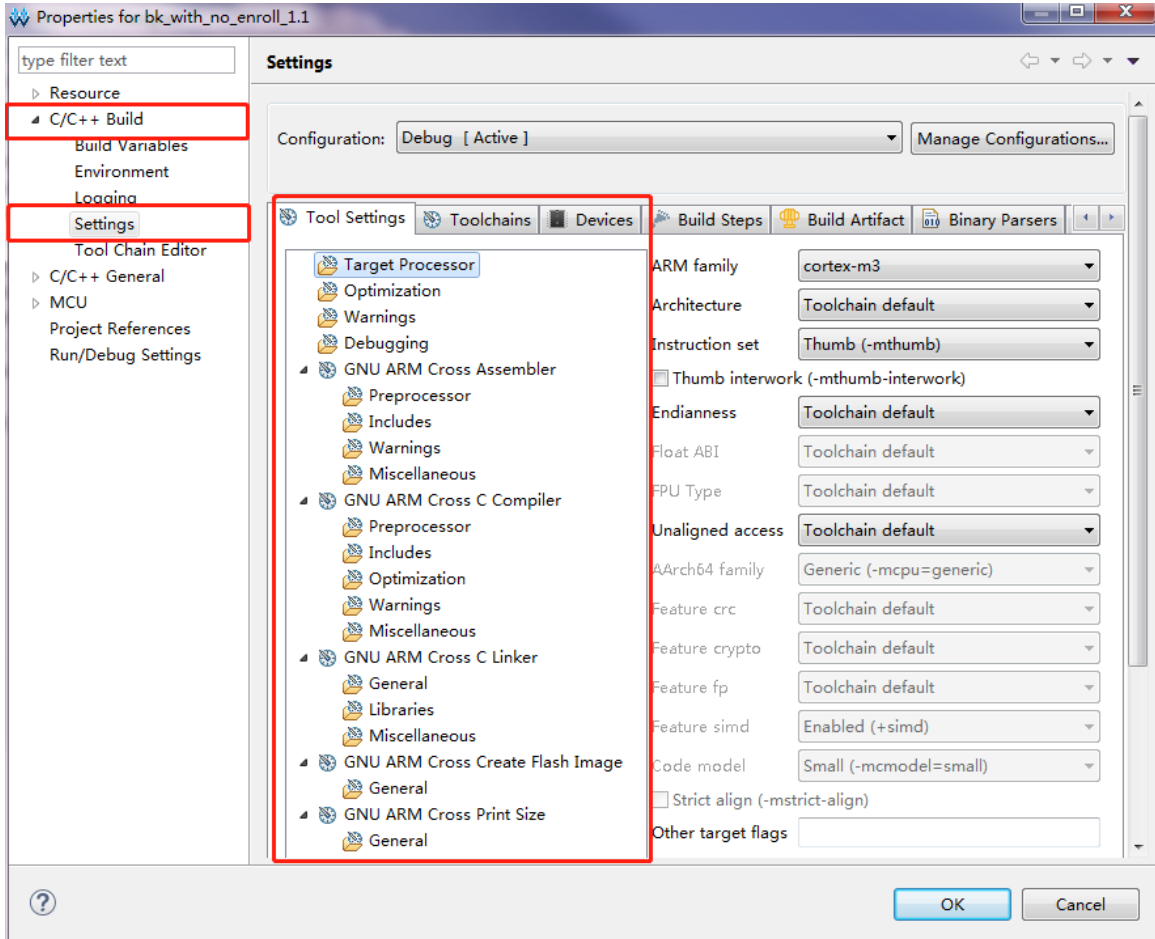 Properties for bk_with_no_enroll_1.1
type filter text
Resource
C/C++ Build
Build Variables
Environment
Logging
Settings
Tool Chain Editor
C/C++ General
MCU
Project References
Run/Debug Settings
Settings
Configuration: Debug [ Active ] Manage Configurations...
Tool Settings Toolchains Devices Build Steps Build Artifact Binary Parsers
Target Processor
Optimization
Warnings
Debugging
GNU ARM Cross Assembler
Preprocessor
Includes
Warnings
Miscellaneous
GNU ARM Cross C Compiler
Preprocessor
Includes
Optimization
Warnings
Miscellaneous
GNU ARM Cross C Linker
General
Libraries
Miscellaneous
GNU ARM Cross Create Flash Image
General
GNU ARM Cross Print Size
General
ARM family cortex-m3
Architecture Toolchain default
Instruction set Thumb (-mthumb)
Thumb interwork (-mthumb-interwork)
Endianness Toolchain default
Float ABI Toolchain default
FPU Type Toolchain default
Unaligned access Toolchain default
AArch64 family Generic (-mcpu=generic)
Feature crc Toolchain default
Feature crypto Toolchain default
Feature fp Toolchain default
Feature simd Enabled (+simd)
Code model Small (-mcmodel=small)
Strict align (-mstrict-align)
Other target flags
OK Cancel